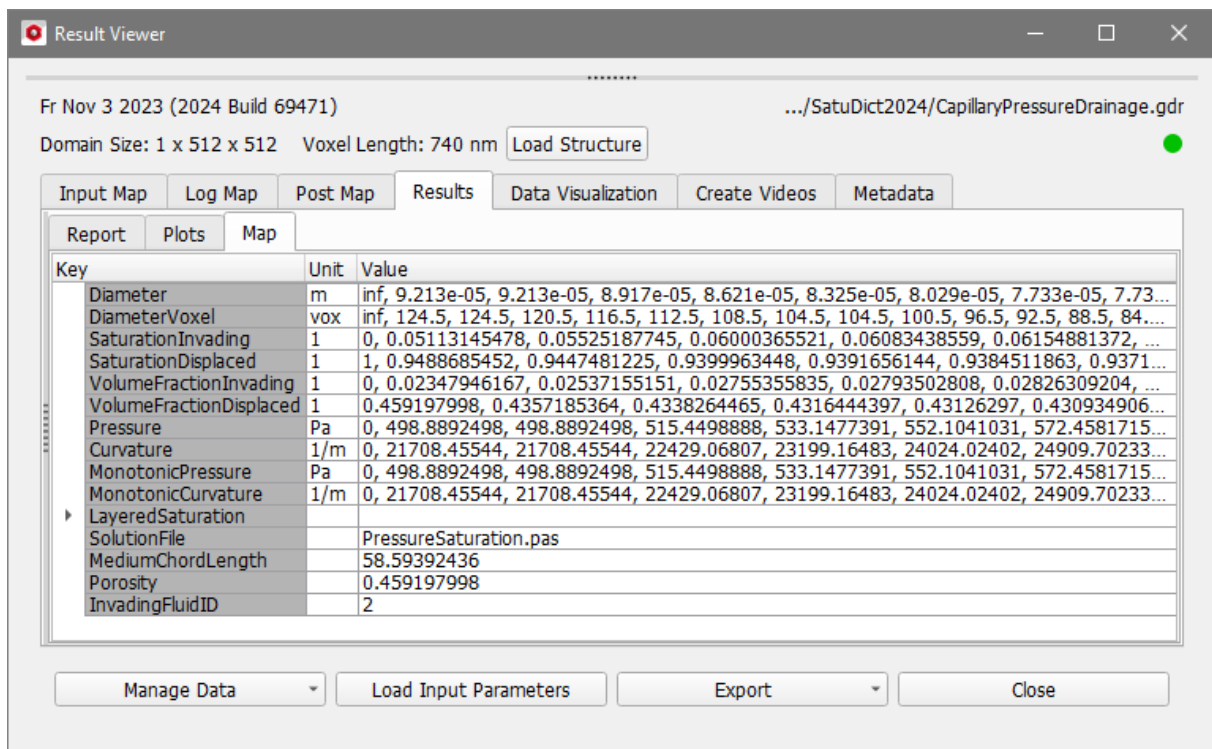 Result Viewer
Fr Nov 3 2023 (2024 Build 69471) .../SatuDict2024/CapillaryPressureDrainage.gdr
Domain Size: 1 x 512 x 512 Voxel Length: 740 nm Load Structure
Input Map Log Map Post Map Results Data Visualization Create Videos Metadata
Report Plots Map
Key Unit Value
Diameter m inf, 9.213e-05, 9.213e-05, 8.917e-05, 8.621e-05, 8.325e-05, 8.029e-05, 7.733e-05, 7.73...
DiameterVoxel vox inf, 124.5, 124.5, 120.5, 116.5, 112.5, 108.5, 104.5, 104.5, 100.5, 96.5, 92.5, 88.5, 84....
SaturationInvading 1 0, 0.05113145478, 0.05525187745, 0.06000365521, 0.06083438559, 0.06154881372, ...
SaturationDisplaced 1 1, 0.9488685452, 0.9447481225, 0.9399963448, 0.9391656144, 0.9384511863, 0.9371...
VolumeFractionInvading 1 0, 0.02347946167, 0.02537155151, 0.02755355835, 0.02793502808, 0.02826309204, ...
VolumeFractionDisplaced 1 0.459197998, 0.4357185364, 0.4338264465, 0.4316444397, 0.43126297, 0.430934906...
Pressure Pa 0, 498.8892498, 498.8892498, 515.4498888, 533.1477391, 552.1041031, 572.4581715...
Curvature 1/m 0, 21708.45544, 21708.45544, 22429.06807, 23199.16483, 24024.02402, 24909.70233...
MonotonicPressure Pa 0, 498.8892498, 498.8892498, 515.4498888, 533.1477391, 552.1041031, 572.4581715...
MonotonicCurvature 1/m 0, 21708.45544, 21708.45544, 22429.06807, 23199.16483, 24024.02402, 24909.70233...
LayeredSaturation
SolutionFile PressureSaturation.pas
MediumChordLength 58.59392436
Porosity 0.459197998
InvadingFluidID 2
Manage Data Load Input Parameters Export Close